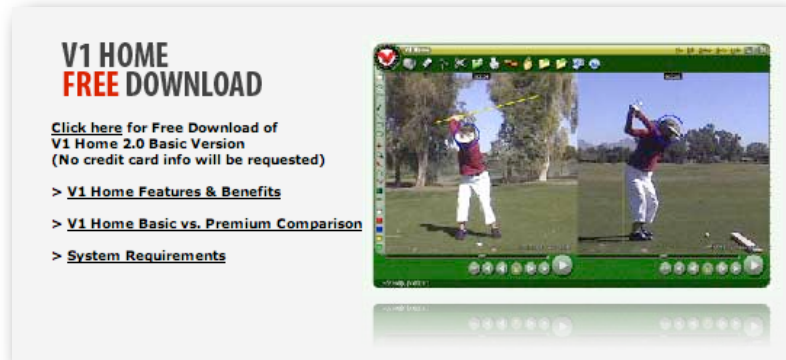 V1 HOME
FREE DOWNLOAD
Click here for Free Download of
V1 Home 2.0 Basic Version
(No credit card info will be requested)
> V1 Home Features & Benefits
> V1 Home Basic vs. Premium Comparison
> System Requirements
V1 Home